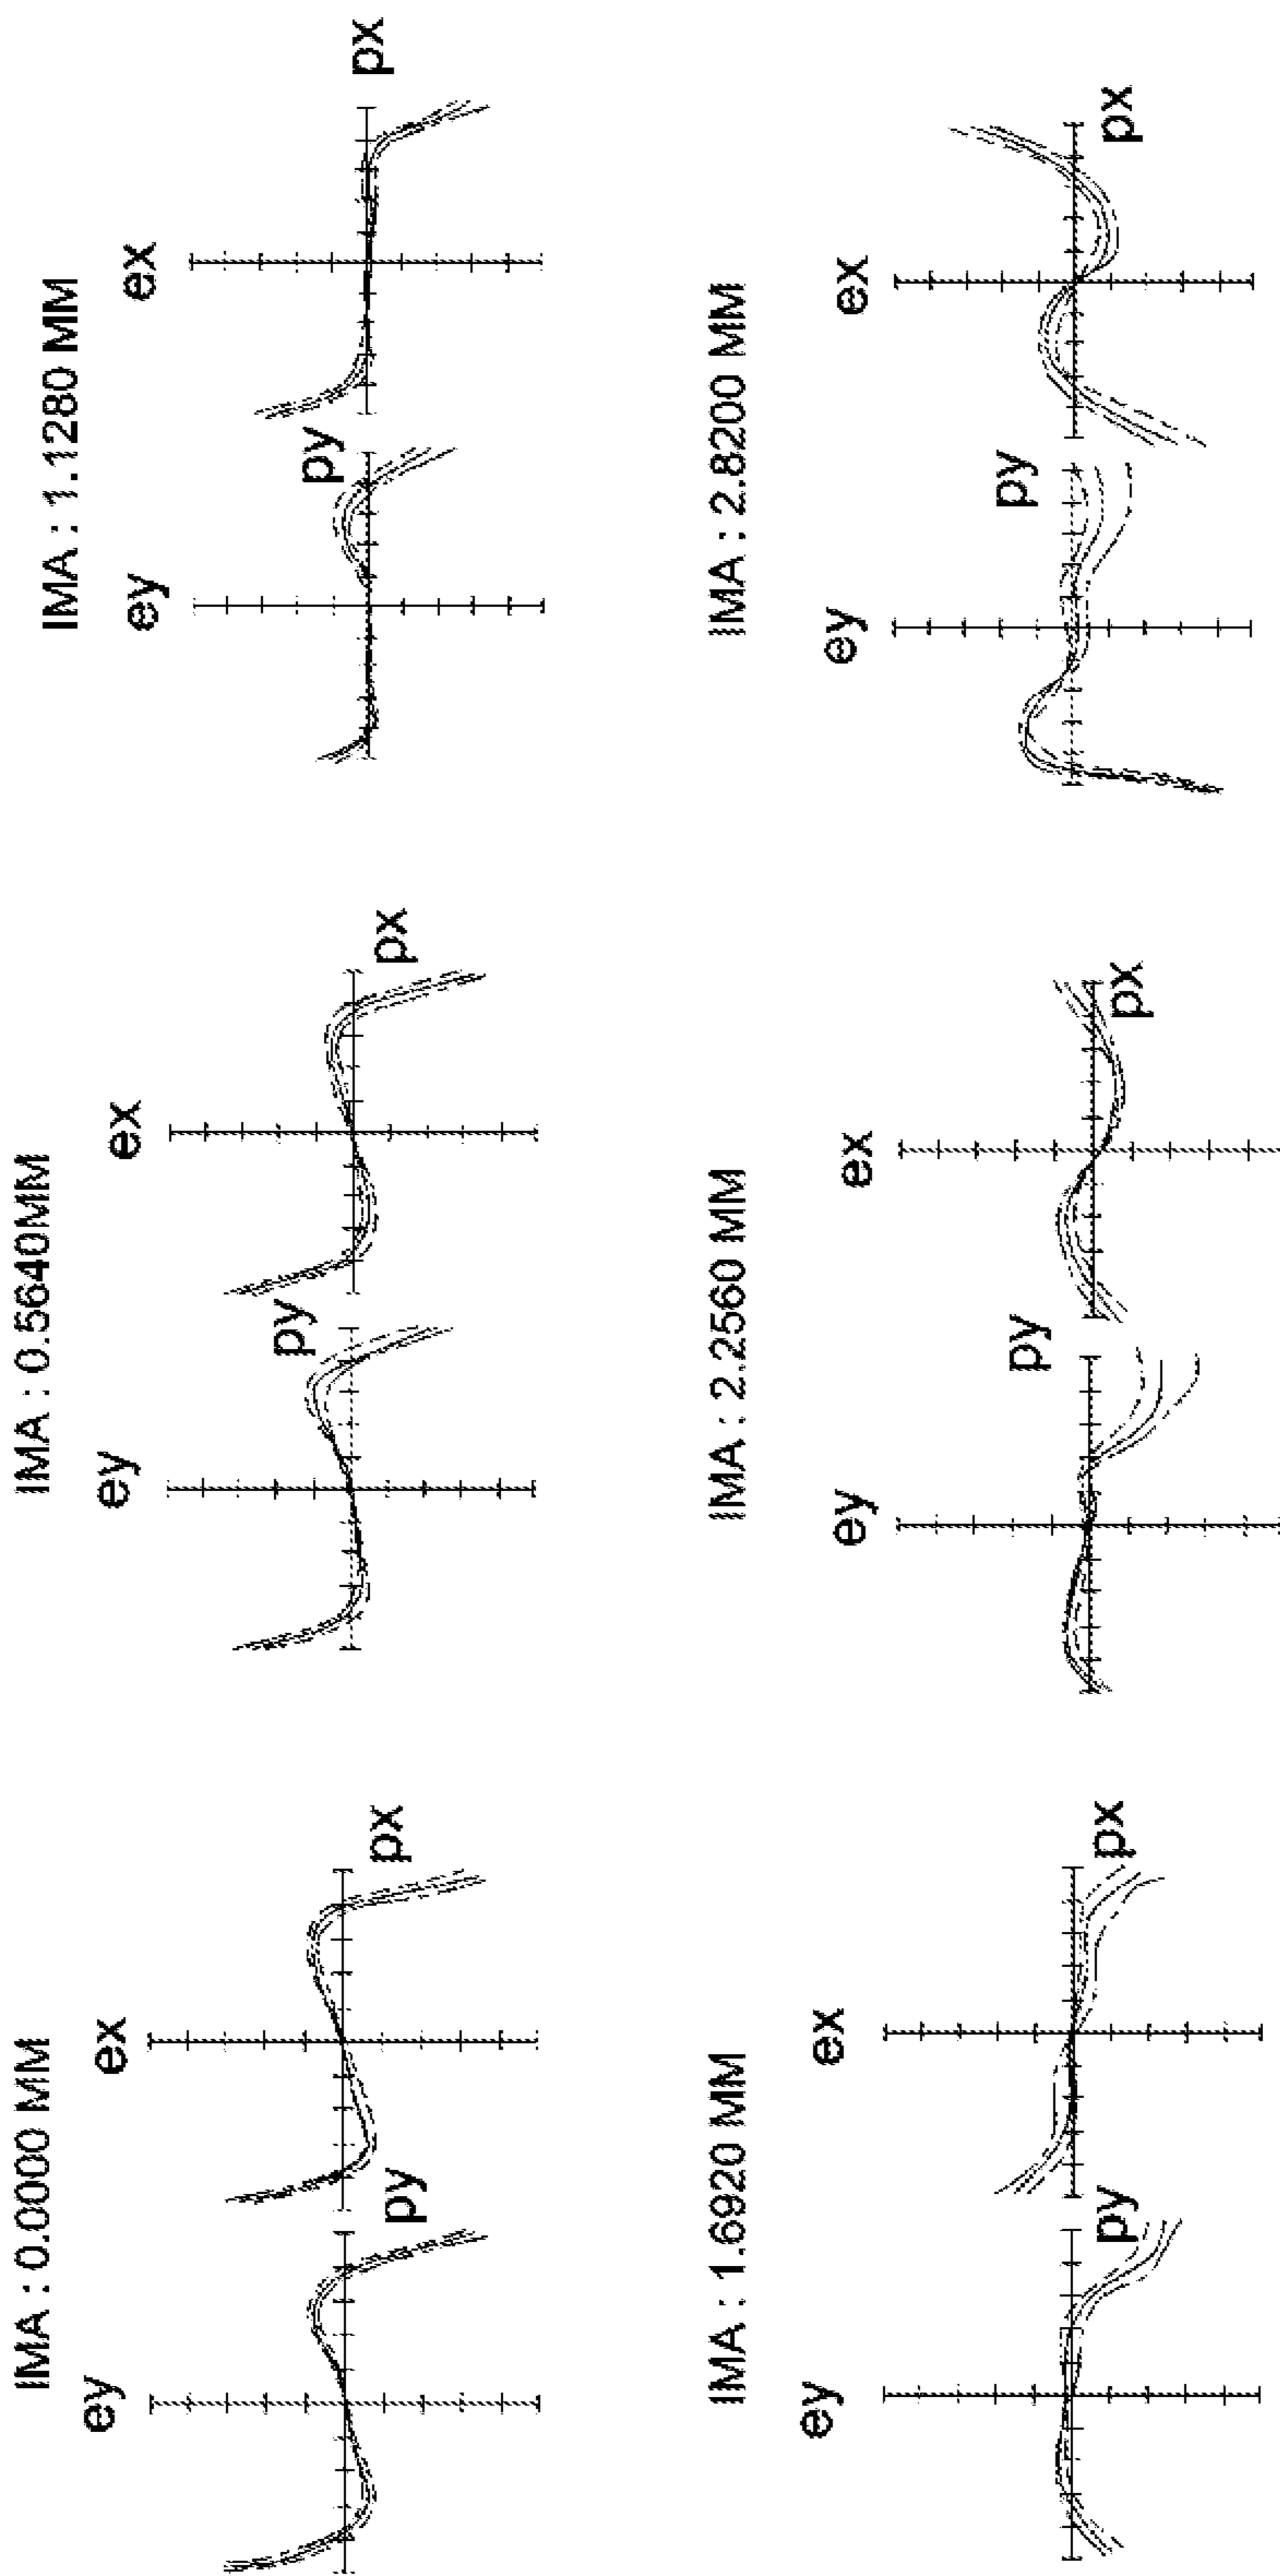 IMA : 0.0000 MM
ey
py
ex
px
IMA : 0.5640MM
ey
py
ex
px
IMA : 1.1280 MM
ey
py
ex
px
IMA : 1.6920 MM
ey
py
ex
px
IMA : 2.2560 MM
ey
py
ex
px
IMA : 2.8200 MM
ey
py
ex
px